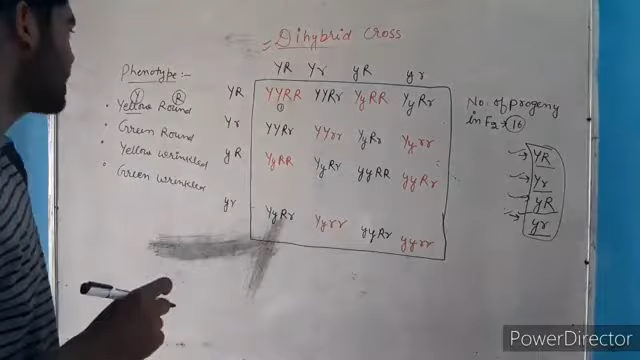 = Dihybrid Cross
Phenotype :-
Y R
• Yellow Round
• Green Round
• Yellow wrinkled
• Green wrinkled
YR Yr yR yr
YR YYRR YYRr YyRR YyRr
①
Yr YYRr YYrr YyRr Yyrr
yR YyRR YyRr yyRR yyRr
yr YyRr Yyrr yyRr yyrr
No. of progeny
in F2 → 16
→ YR
→ Yr
→ yR
→ yr
PowerDirector